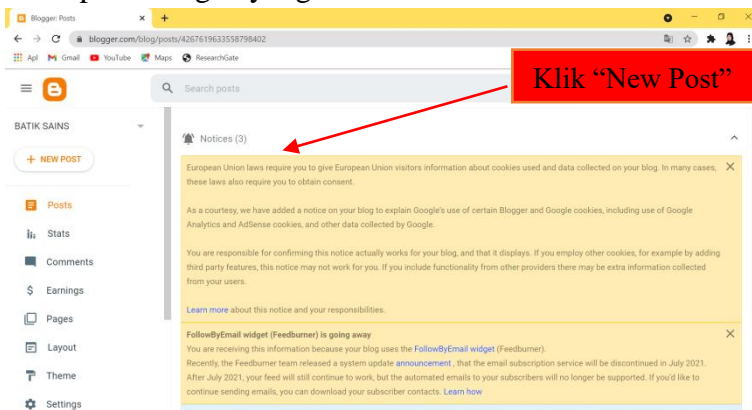 Blogger: Posts
blogger.com/blog/posts/4267619633558798402
Apl Gmail YouTube Maps ResearchGate
Search posts
Klik “New Post”
BATIK SAINS
NEW POST
Posts
Stats
Comments
Earnings
Pages
Layout
Theme
Settings
Notices (3)
European Union laws require you to give European Union visitors information about cookies used and data collected on your blog. In many cases,
these laws also require you to obtain consent.
As a courtesy, we have added a notice on your blog to explain Google's use of certain Blogger and Google cookies, including use of Google
Analytics and AdSense cookies, and other data collected by Google.
You are responsible for confirming this notice actually works for your blog, and that it displays. If you employ other cookies, for example by adding
third party features, this notice may not work for you. If you include functionality from other providers there may be extra information collected
from your users.
Learn more about this notice and your responsibilities.
FollowByEmail widget (Feedburner) is going away
You are receiving this information because your blog uses the FollowByEmail widget (Feedburner).
Recently, the Feedburner team released a system update announcement , that the email subscription service will be discontinued in July 2021.
After July 2021, your feed will still continue to work, but the automated emails to your subscribers will no longer be supported. If you'd like to
continue sending emails, you can download your subscriber contacts. Learn how